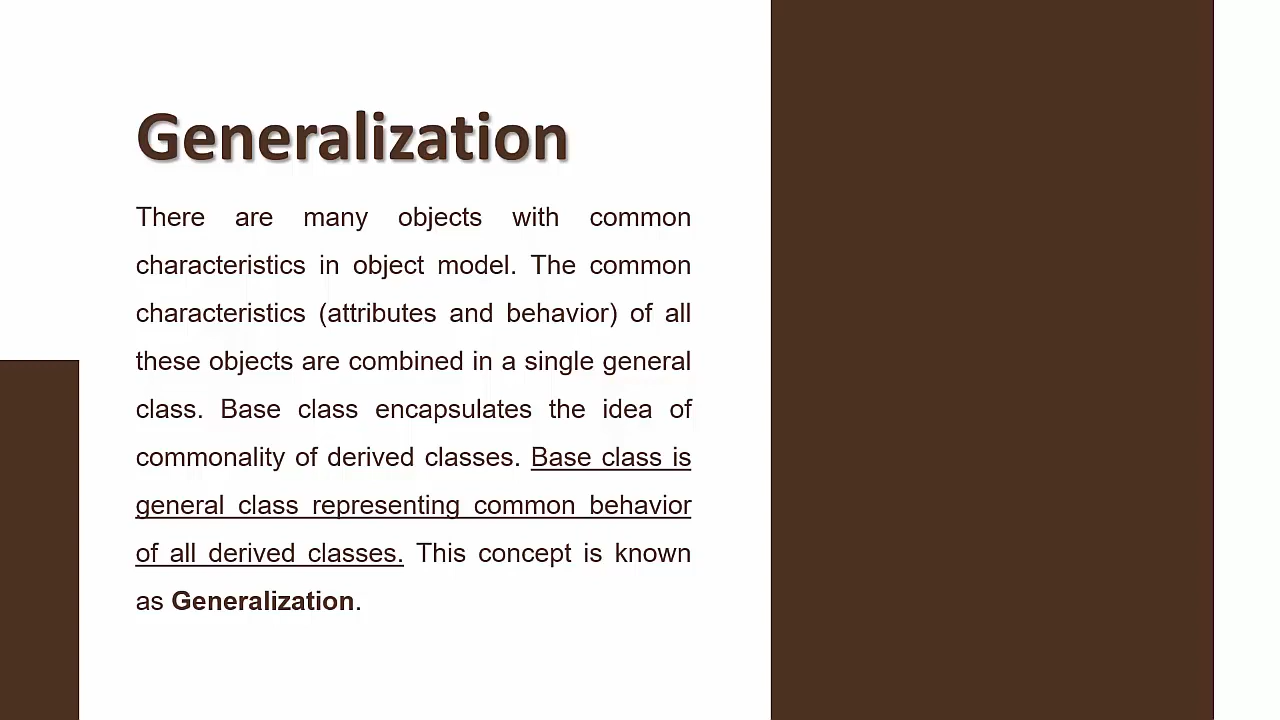 Generalization
There are many objects with common
characteristics in object model. The common
characteristics (attributes and behavior) of all
these objects are combined in a single general
class. Base class encapsulates the idea of
commonality of derived classes. Base class is
general class representing common behavior
of all derived classes. This concept is known
as Generalization.